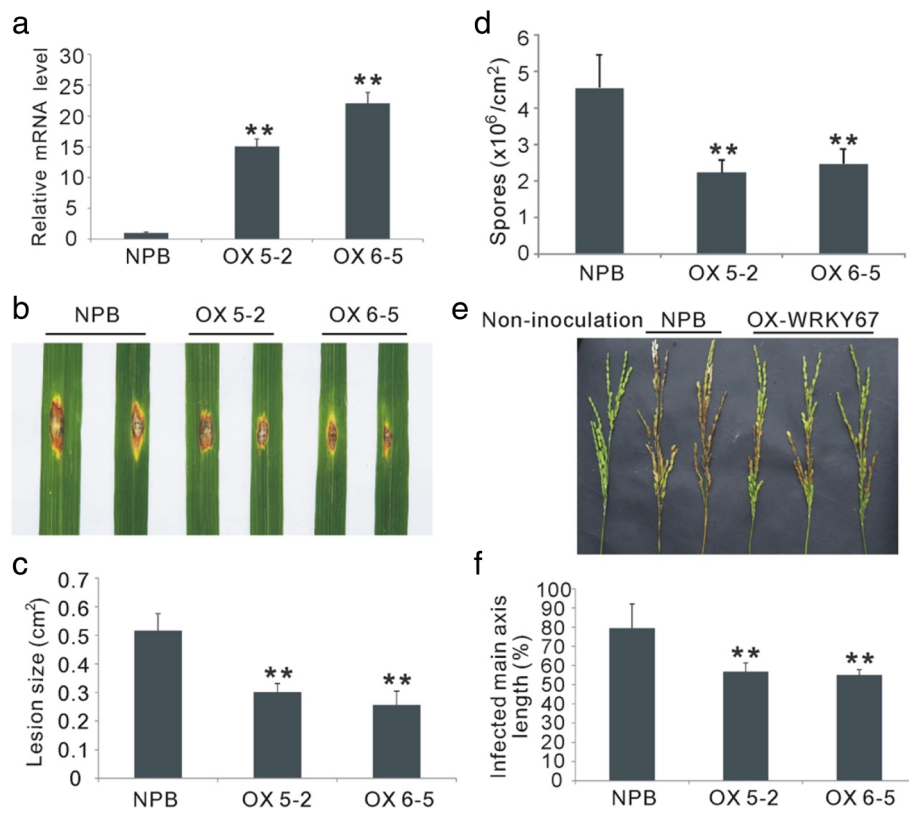 a
Relative mRNA level
30
25
20
15
10
5
0
**
**
NPB OX 5-2 OX 6-5
b
NPB OX 5-2 OX 6-5
c
Lesion size (cm²)
0.7
0.6
0.5
0.4
0.3
0.2
0.1
0
**
**
NPB OX 5-2 OX 6-5
d
Spores (x10⁶/cm²)
6
5
4
3
2
1
0
**
**
NPB OX 5-2 OX 6-5
e
Non-inoculation NPB OX-WRKY67
f
Infected main axis
length (%)
100
90
80
70
60
50
40
30
20
10
0
**
**
NPB OX 5-2 OX 6-5